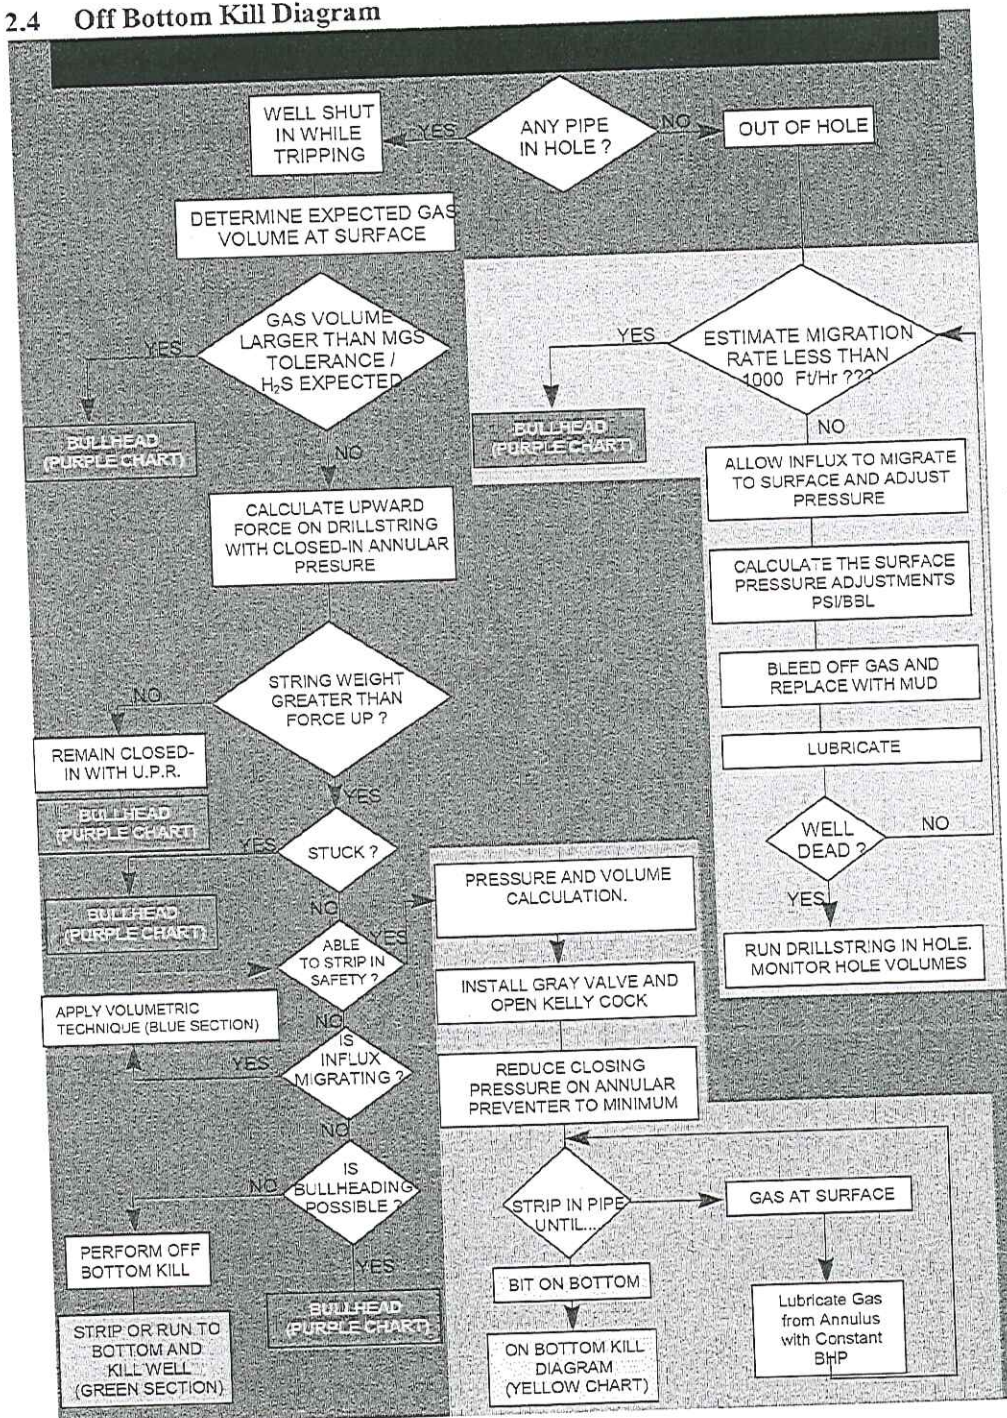 2.4 Off Bottom Kill Diagram
WELL SHUT
IN WHILE
TRIPPING
YES
ANY PIPE
IN HOLE ?
NO
OUT OF HOLE
DETERMINE EXPECTED GAS
VOLUME AT SURFACE
GAS VOLUME
LARGER THAN MGS
TOLERANCE /
H₂S EXPECTED
YES
BULLHEAD
(PURPLE CHART)
NO
CALCULATE UPWARD
FORCE ON DRILLSTRING
WITH CLOSED-IN ANNULAR
PRESURE
STRING WEIGHT
GREATER THAN
FORCE UP ?
NO
REMAIN CLOSED-
IN WITH U.P.R.
BULLHEAD
(PURPLE CHART)
YES
STUCK ?
YES
BULLHEAD
(PURPLE CHART)
NO
ABLE
TO STRIP IN
SAFETY ?
YES
APPLY VOLUMETRIC
TECHNIQUE (BLUE SECTION)
NO
IS
INFLUX
MIGRATING ?
YES
NO
IS
BULLHEADING
POSSIBLE ?
NO
PERFORM OFF
BOTTOM KILL
STRIP OR RUN TO
BOTTOM AND
KILL WELL
(GREEN SECTION)
YES
BULLHEAD
(PURPLE CHART)
ESTIMATE MIGRATION
RATE LESS THAN
1000 Ft/Hr ???
YES
BULLHEAD
(PURPLE CHART)
NO
ALLOW INFLUX TO MIGRATE
TO SURFACE AND ADJUST
PRESSURE
CALCULATE THE SURFACE
PRESSURE ADJUSTMENTS
PSI/BBL
BLEED OFF GAS AND
REPLACE WITH MUD
LUBRICATE
WELL
DEAD ?
NO
YES
RUN DRILLSTRING IN HOLE.
MONITOR HOLE VOLUMES
PRESSURE AND VOLUME
CALCULATION.
INSTALL GRAY VALVE AND
OPEN KELLY COCK
REDUCE CLOSING
PRESSURE ON ANNULAR
PREVENTER TO MINIMUM
STRIP IN PIPE
UNTIL...
GAS AT SURFACE
BIT ON BOTTOM
Lubricate Gas
from Annulus
with Constant
BHP
ON BOTTOM KILL
DIAGRAM
(YELLOW CHART)